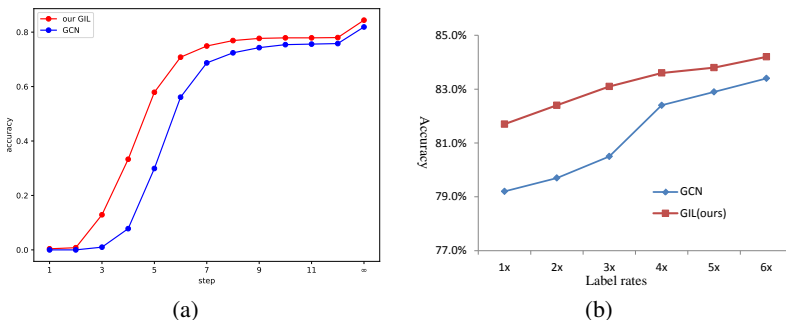 our GIL
GCN
0.8
0.6
0.4
0.2
0.0
accuracy
1 3 5 7 9 11 ∞
step
(a)
85.0%
83.0%
81.0%
79.0%
77.0%
Accuracy
GCN
GIL(ours)
1x 2x 3x 4x 5x 6x
Label rates
(b)